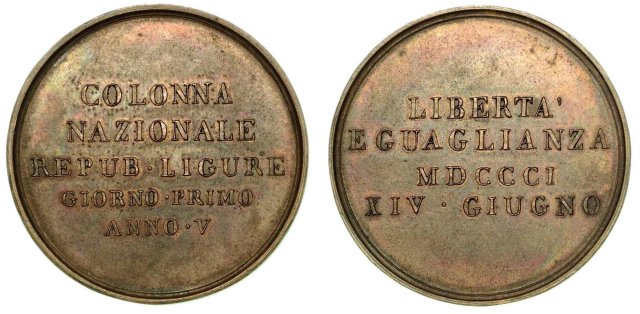 COLONNA
NAZIONALE
REPUB · LIGURE
GIORNO · PRIMO
ANNO · V
LIBERTA'
EGUAGLIANZA
MDCCCI
XIV · GIUGNO